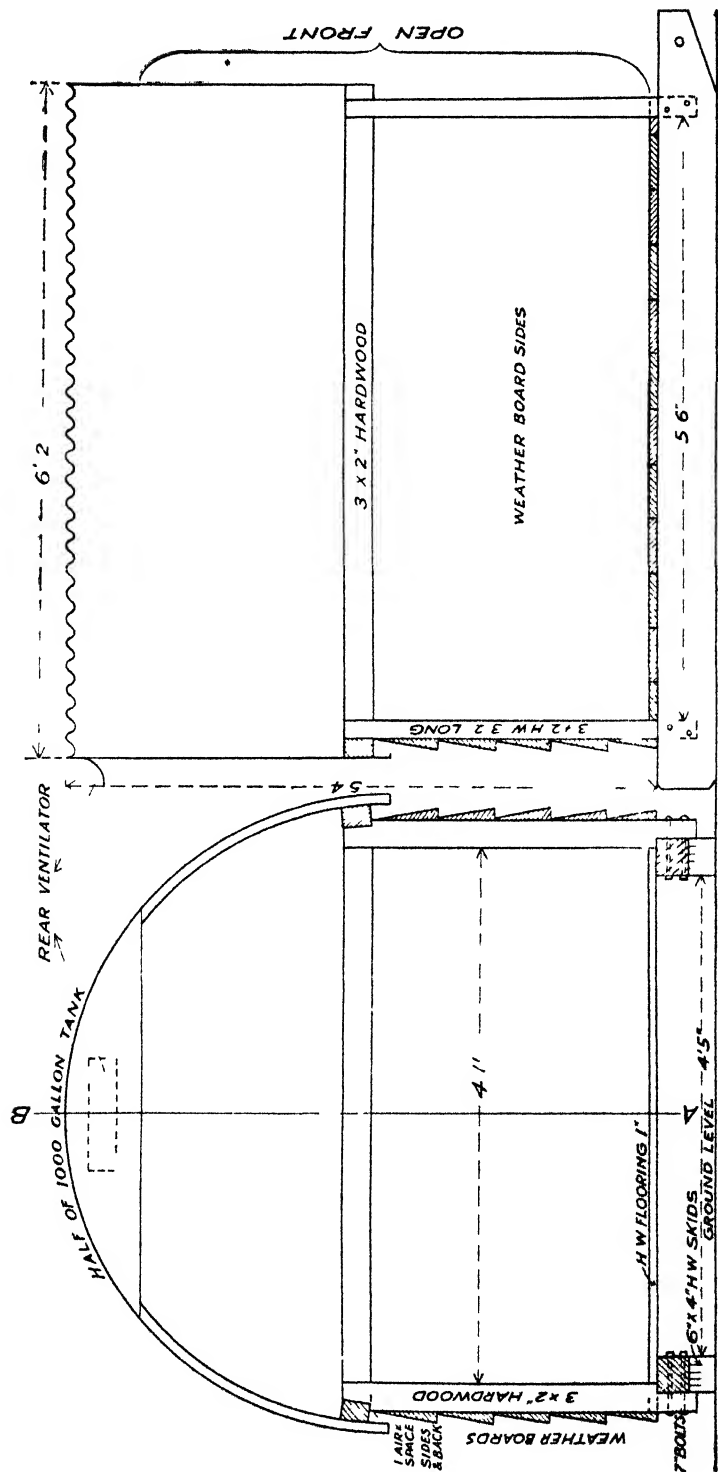 OPEN FRONT
6' 2
3 x 2" HARDWOOD
WEATHER BOARD SIDES
5 6
3 + 2 HW 3 2 LONG
5 4
REAR VENTILATOR
HALF OF 1000 GALLON TANK
B
4 1'
A
H W FLOORING 1"
4'5"
GROUND LEVEL
6" x 4" H W SKIDS
3 x 2" HARDWOOD
1 AIR
SPACE
SIDES
& BACK
WEATHER BOARDS
7" BOLTS